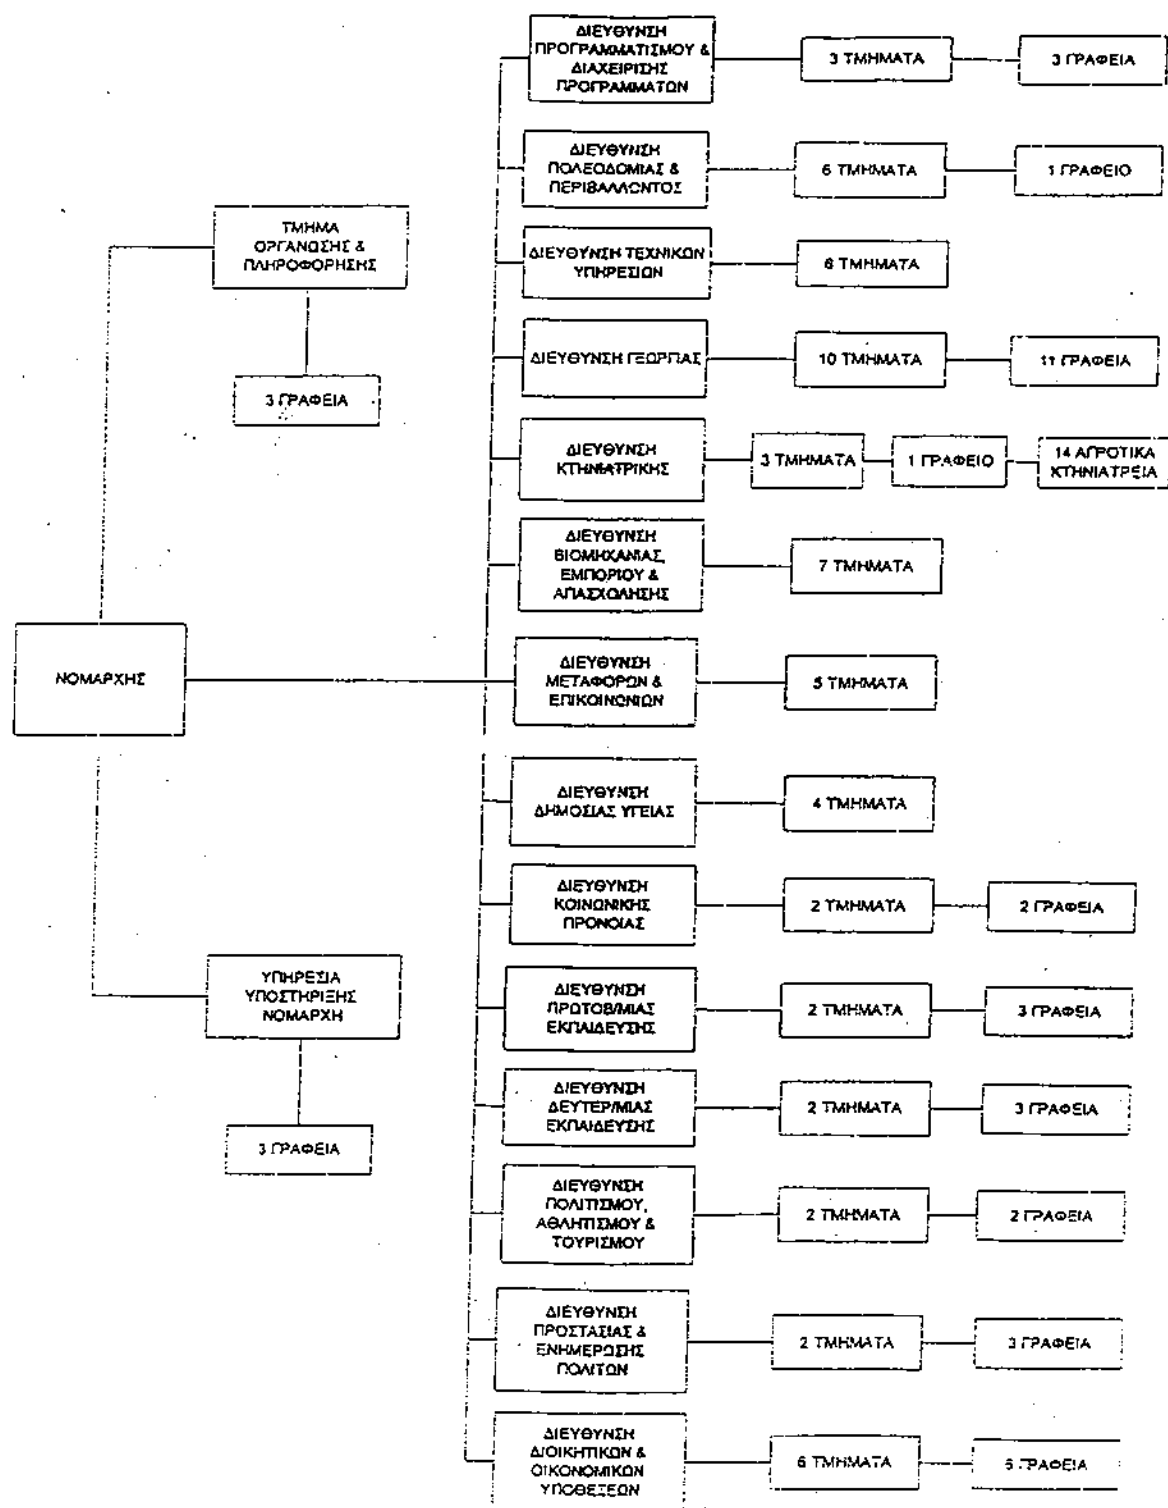 ΔΙΕΥΘΥΝΣΗ
ΠΡΟΓΡΑΜΜΑΤΙΣΜΟΥ &
ΔΙΑΧΕΙΡΙΣΗΣ
ΠΡΟΓΡΑΜΜΑΤΩΝ
3 ΤΜΗΜΑΤΑ
3 ΓΡΑΦΕΙΑ
ΔΙΕΥΘΥΝΣΗ
ΠΟΛΕΟΔΟΜΙΑΣ &
ΠΕΡΙΒΑΛΛΟΝΤΟΣ
6 ΤΜΗΜΑΤΑ
1 ΓΡΑΦΕΙΟ
ΤΜΗΜΑ
ΟΡΓΑΝΩΣΗΣ &
ΠΛΗΡΟΦΟΡΗΣΗΣ
3 ΓΡΑΦΕΙΑ
ΔΙΕΥΘΥΝΣΗ ΤΕΧΝΙΚΩΝ
ΥΠΗΡΕΣΙΩΝ
6 ΤΜΗΜΑΤΑ
ΔΙΕΥΘΥΝΣΗ ΓΕΩΡΓΙΑΣ
10 ΤΜΗΜΑΤΑ
11 ΓΡΑΦΕΙΑ
ΔΙΕΥΘΥΝΣΗ
ΚΤΗΝΙΑΤΡΙΚΗΣ
3 ΤΜΗΜΑΤΑ
1 ΓΡΑΦΕΙΟ
14 ΑΓΡΟΤΙΚΑ
ΚΤΗΝΙΑΤΡΕΙΑ
ΔΙΕΥΘΥΝΣΗ
ΒΙΟΜΗΧΑΝΙΑΣ,
ΕΜΠΟΡΙΟΥ &
ΑΠΑΣΧΟΛΗΣΗΣ
7 ΤΜΗΜΑΤΑ
ΝΟΜΑΡΧΗΣ
ΔΙΕΥΘΥΝΣΗ
ΜΕΤΑΦΟΡΩΝ &
ΕΠΙΚΟΙΝΩΝΙΩΝ
5 ΤΜΗΜΑΤΑ
ΔΙΕΥΘΥΝΣΗ
ΔΗΜΟΣΙΑΣ ΥΓΕΙΑΣ
4 ΤΜΗΜΑΤΑ
ΔΙΕΥΘΥΝΣΗ
ΚΟΙΝΩΝΙΚΗΣ
ΠΡΟΝΟΙΑΣ
2 ΤΜΗΜΑΤΑ
2 ΓΡΑΦΕΙΑ
ΥΠΗΡΕΣΙΑ
ΥΠΟΣΤΗΡΙΞΗΣ
ΝΟΜΑΡΧΗ
3 ΓΡΑΦΕΙΑ
ΔΙΕΥΘΥΝΣΗ
ΠΡΩΤΟΒ/ΜΙΑΣ
ΕΚΠΑΙΔΕΥΣΗΣ
2 ΤΜΗΜΑΤΑ
3 ΓΡΑΦΕΙΑ
ΔΙΕΥΘΥΝΣΗ
ΔΕΥΤΕΡ/ΜΙΑΣ
ΕΚΠΑΙΔΕΥΣΗΣ
2 ΤΜΗΜΑΤΑ
3 ΓΡΑΦΕΙΑ
ΔΙΕΥΘΥΝΣΗ
ΠΟΛΙΤΙΣΜΟΥ,
ΑΘΛΗΤΙΣΜΟΥ &
ΤΟΥΡΙΣΜΟΥ
2 ΤΜΗΜΑΤΑ
2 ΓΡΑΦΕΙΑ
ΔΙΕΥΘΥΝΣΗ
ΠΡΟΣΤΑΣΙΑΣ &
ΕΝΗΜΕΡΩΣΗΣ
ΠΟΛΙΤΩΝ
2 ΤΜΗΜΑΤΑ
3 ΓΡΑΦΕΙΑ
ΔΙΕΥΘΥΝΣΗ
ΔΙΟΙΚΗΤΙΚΩΝ &
ΟΙΚΟΝΟΜΙΚΩΝ
ΥΠΟΘΕΣΕΩΝ
6 ΤΜΗΜΑΤΑ
ΓΡΑΦΕΙΑ